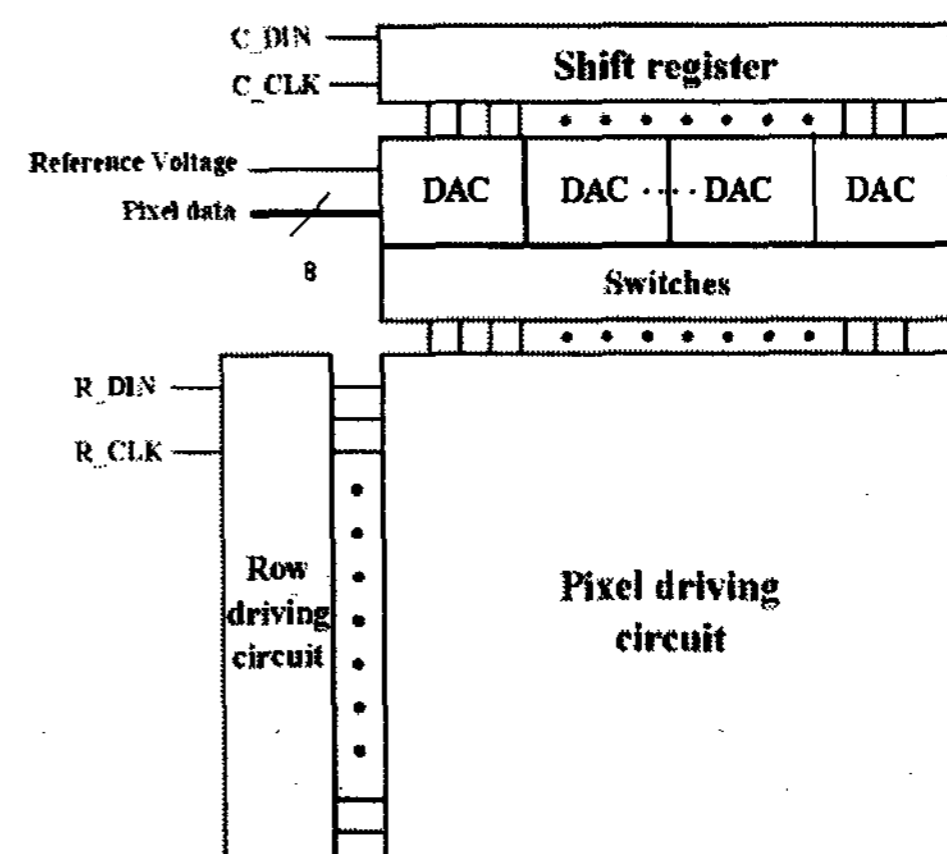 C_DIN
C_CLK
Shift register
Reference Voltage
Pixel data
8
DAC DAC ···· DAC DAC
Switches
R_DIN
R_CLK
Row
driving
circuit
Pixel driving
circuit